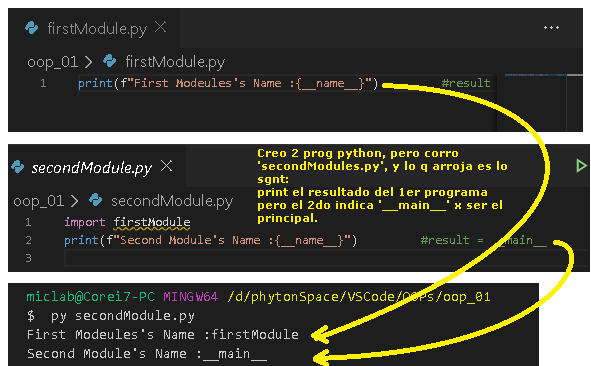 firstModule.py
...
oop_01 > firstModule.py
1 print(f"First Modeules's Name :{__name__}") #result
secondModule.py
oop_01 > secondModule.py
Creo 2 prog python, pero corro
'secondModules.py', y lo q arroja es lo
sgnt:
print el resultado del 1er programa
pero el 2do indica '__main__' x ser el
principal.
1 import firstModule
2 print(f"Second Module's Name :{__name__}") #result = __main__
3
miclab@Corei7-PC MINGW64 /d/phytonSpace/VSCode/OOPs/oop_01
$ py secondModule.py
First Modeules's Name :firstModule
Second Module's Name :__main__